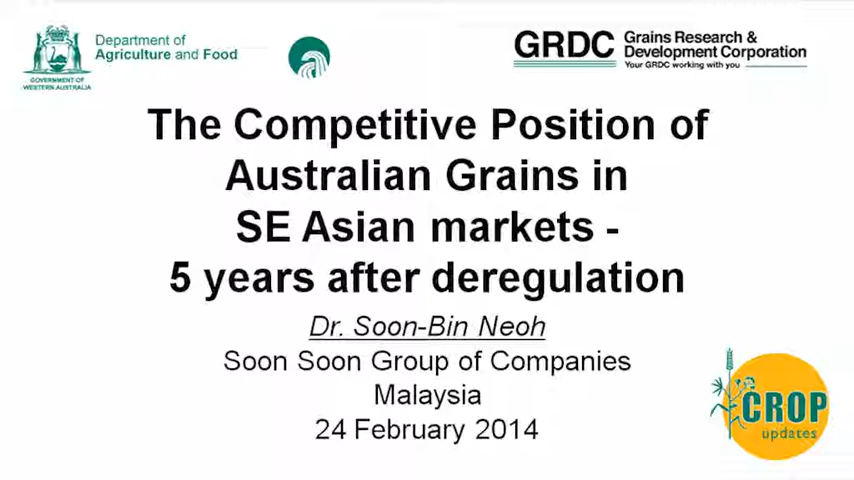 Department of
Agriculture and Food
GOVERNMENT OF
WESTERN AUSTRALIA
GRDC
Grains Research &
Development Corporation
Your GRDC working with you
The Competitive Position of
Australian Grains in
SE Asian markets -
5 years after deregulation
Dr. Soon-Bin Neoh
Soon Soon Group of Companies
Malaysia
24 February 2014
CROP
updates